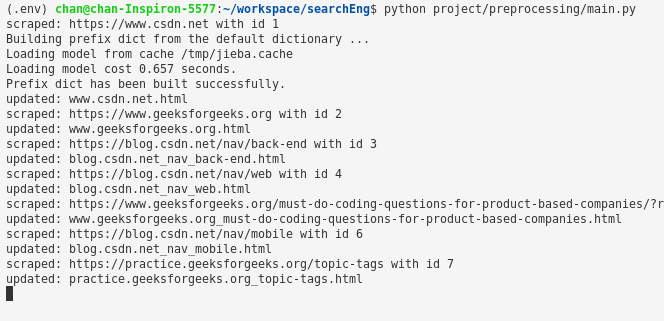 (.env) chan@chan-Inspiron-5577:~/workspace/searchEng$ python project/preprocessing/main.py
scraped: https://www.csdn.net with id 1
Building prefix dict from the default dictionary ...
Loading model from cache /tmp/jieba.cache
Loading model cost 0.657 seconds.
Prefix dict has been built successfully.
updated: www.csdn.net.html
scraped: https://www.geeksforgeeks.org with id 2
updated: www.geeksforgeeks.org.html
scraped: https://blog.csdn.net/nav/back-end with id 3
updated: blog.csdn.net_nav_back-end.html
scraped: https://blog.csdn.net/nav/web with id 4
updated: blog.csdn.net_nav_web.html
scraped: https://www.geeksforgeeks.org/must-do-coding-questions-for-product-based-companies/?r
updated: www.geeksforgeeks.org_must-do-coding-questions-for-product-based-companies.html
scraped: https://blog.csdn.net/nav/mobile with id 6
updated: blog.csdn.net_nav_mobile.html
scraped: https://practice.geeksforgeeks.org/topic-tags with id 7
updated: practice.geeksforgeeks.org_topic-tags.html